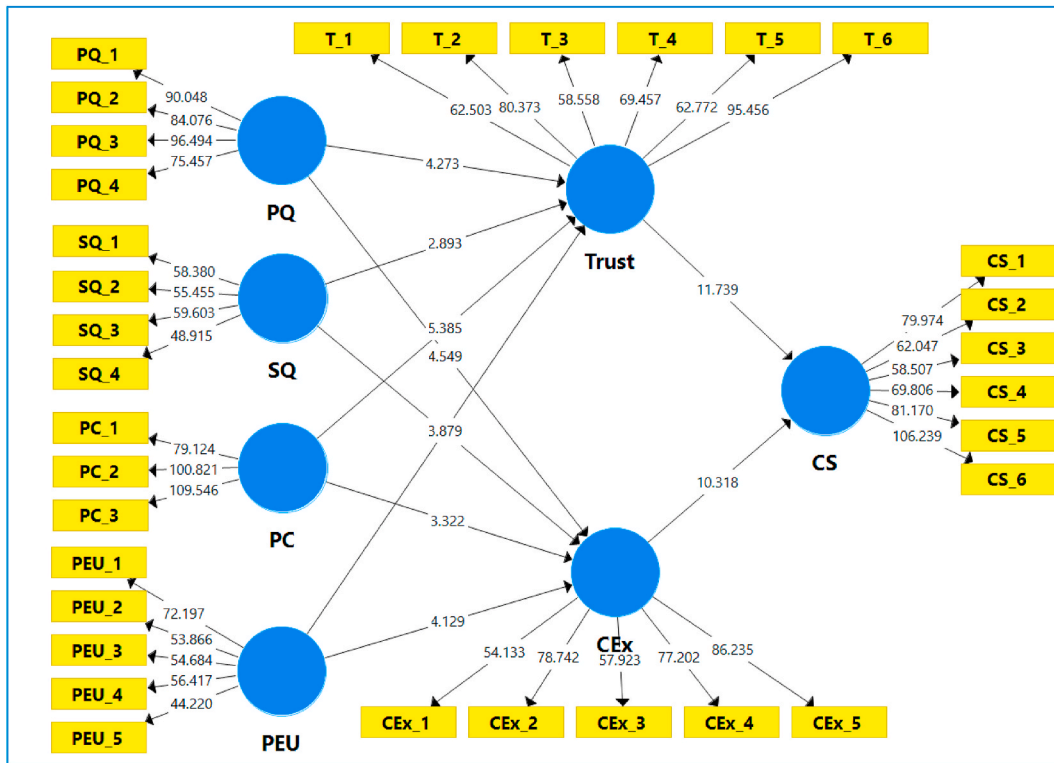 T_1
T_2
T_3
T_4
T_5
T_6
PQ_1
PQ_2
PQ_3
PQ_4
90.048
84.076
96.494
75.457
PQ
62.503
80.373
58.558
69.457
62.772
95.456
4.273
Trust
SQ_1
SQ_2
SQ_3
SQ_4
58.380
55.455
59.603
48.915
SQ
2.893
5.385
4.549
3.879
11.739
PC_1
PC_2
PC_3
79.124
100.821
109.546
PC
3.322
PEU_1
PEU_2
PEU_3
PEU_4
PEU_5
72.197
53.866
54.684
56.417
44.220
PEU
4.129
CEx
54.133
78.742
57.923
77.202
86.235
CEx_1
CEx_2
CEx_3
CEx_4
CEx_5
10.318
CS
79.974
62.047
58.507
69.806
81.170
106.239
CS_1
CS_2
CS_3
CS_4
CS_5
CS_6